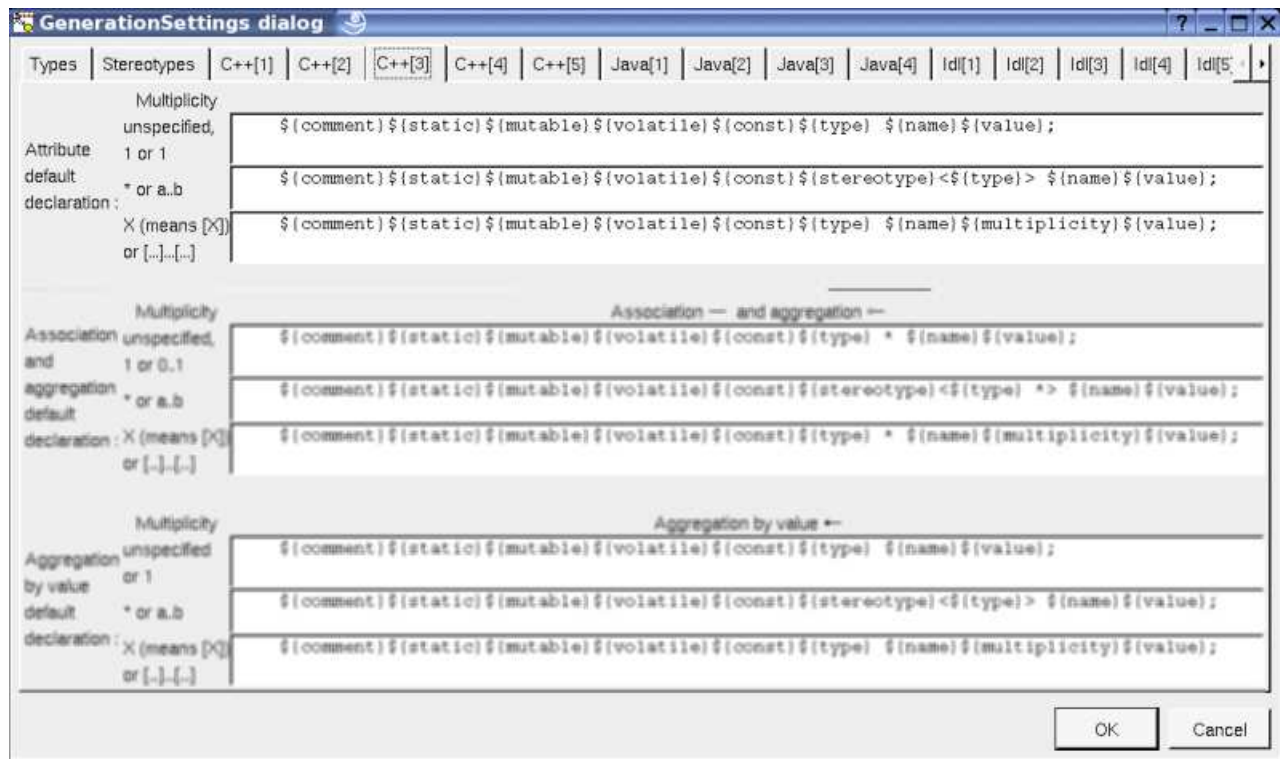 GenerationSettings dialog
Types Stereotypes C++[1] C++[2] C++[3] C++[4] C++[5] Java[1] Java[2] Java[3] Java[4] Idl[1] Idl[2] Idl[3] Idl[4] Idl[5]
Attribute
default
declaration :
Multiplicity
unspecified,
1 or 1
${comment}${static}${mutable}${volatile}${const}${type} ${name}${value};
* or a..b
${comment}${static}${mutable}${volatile}${const}${stereotype}<${type}> ${name}${value};
X (means [X])
or [...]...[...]
${comment}${static}${mutable}${volatile}${const}${type} ${name}${multiplicity}${value};
Association
and
aggregation
default
declaration :
Multiplicity
unspecified,
1 or 0..1
Association — and aggregation
${comment}${static}${mutable}${volatile}${const}${type} * ${name}${value};
* or a..b
${comment}${static}${mutable}${volatile}${const}${stereotype}<${type} *> ${name}${value};
X (means [X])
or [..]..[..]
${comment}${static}${mutable}${volatile}${const}${type} * ${name}${multiplicity}${value};
Aggregation
by value
default
declaration :
Multiplicity
unspecified
or 1
Aggregation by value
${comment}${static}${mutable}${volatile}${const}${type} ${name}${value};
* or a..b
${comment}${static}${mutable}${volatile}${const}${stereotype}<${type}> ${name}${value};
X (means [X])
or [..]..[..]
${comment}${static}${mutable}${volatile}${const}${type} ${name}${multiplicity}${value};
OK Cancel